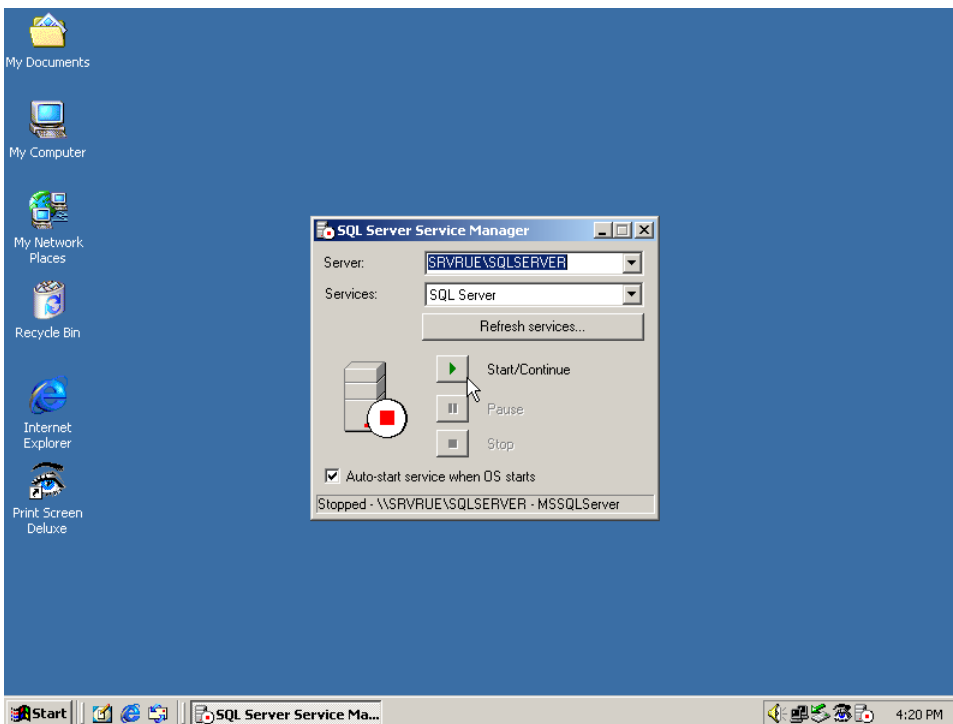 My Documents
My Computer
My Network
Places
Recycle Bin
Internet
Explorer
Print Screen
Deluxe
SQL Server Service Manager
Server:
SRVRUE\SQLSERVER
Services:
SQL Server
Refresh services...
Start/Continue
Pause
Stop
Auto-start service when OS starts
Stopped - \\SRVRUE\SQLSERVER - MSSQLServer
Start
SQL Server Service Ma...
4:20 PM